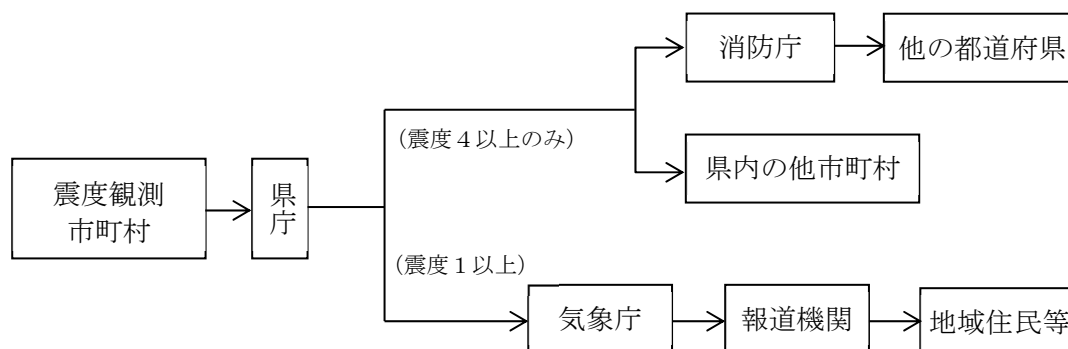 消防庁
他の都道府県
（震度４以上のみ）
県内の他市町村
震度観測
市町村
県庁
（震度１以上）
気象庁
報道機関
地域住民等